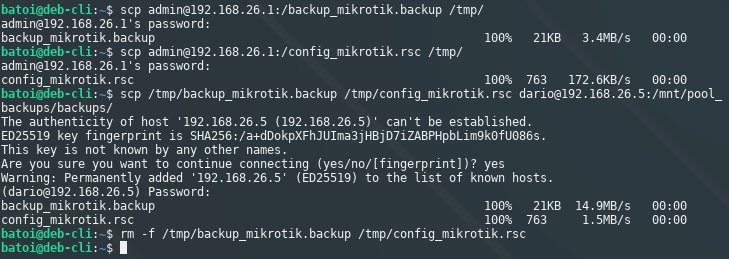 batoi@deb-cli:~$ scp admin@192.168.26.1:/backup_mikrotik.backup /tmp/
admin@192.168.26.1's password:
backup_mikrotik.backup 100% 21KB 3.4MB/s 00:00
batoi@deb-cli:~$ scp admin@192.168.26.1:/config_mikrotik.rsc /tmp/
admin@192.168.26.1's password:
config_mikrotik.rsc 100% 763 172.6KB/s 00:00
batoi@deb-cli:~$ scp /tmp/backup_mikrotik.backup /tmp/config_mikrotik.rsc dario@192.168.26.5:/mnt/pool_
backups/backups/
The authenticity of host '192.168.26.5 (192.168.26.5)' can't be established.
ED25519 key fingerprint is SHA256:/a+dDokpXFhJUIma3jHBjD7iZABPHpbLim9k0fU086s.
This key is not known by any other names.
Are you sure you want to continue connecting (yes/no/[fingerprint])? yes
Warning: Permanently added '192.168.26.5' (ED25519) to the list of known hosts.
(dario@192.168.26.5) Password:
backup_mikrotik.backup 100% 21KB 14.9MB/s 00:00
config_mikrotik.rsc 100% 763 1.5MB/s 00:00
batoi@deb-cli:~$ rm -f /tmp/backup_mikrotik.backup /tmp/config_mikrotik.rsc
batoi@deb-cli:~$